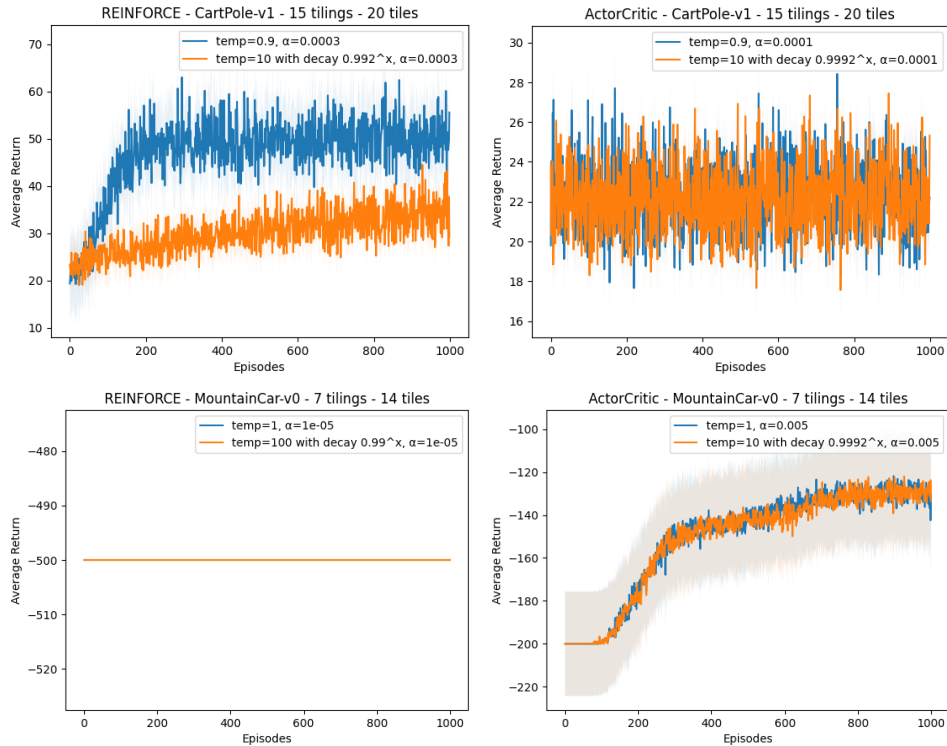 REINFORCE - CartPole-v1 - 15 tilings - 20 tiles
temp=0.9, α=0.0003
temp=10 with decay 0.992^x, α=0.0003
70
60
50
40
30
20
10
Average Return
0
200
400
600
800
1000
Episodes
ActorCritic - CartPole-v1 - 15 tilings - 20 tiles
temp=0.9, α=0.0001
temp=10 with decay 0.9992^x, α=0.0001
30
28
26
24
22
20
18
16
Average Return
0
200
400
600
800
1000
Episodes
REINFORCE - MountainCar-v0 - 7 tilings - 14 tiles
temp=1, α=1e-05
temp=100 with decay 0.99^x, α=1e-05
−480
−490
−500
−510
−520
Average Return
0
200
400
600
800
1000
Episodes
ActorCritic - MountainCar-v0 - 7 tilings - 14 tiles
temp=1, α=0.005
temp=10 with decay 0.9992^x, α=0.005
−100
−120
−140
−160
−180
−200
−220
Average Return
0
200
400
600
800
1000
Episodes